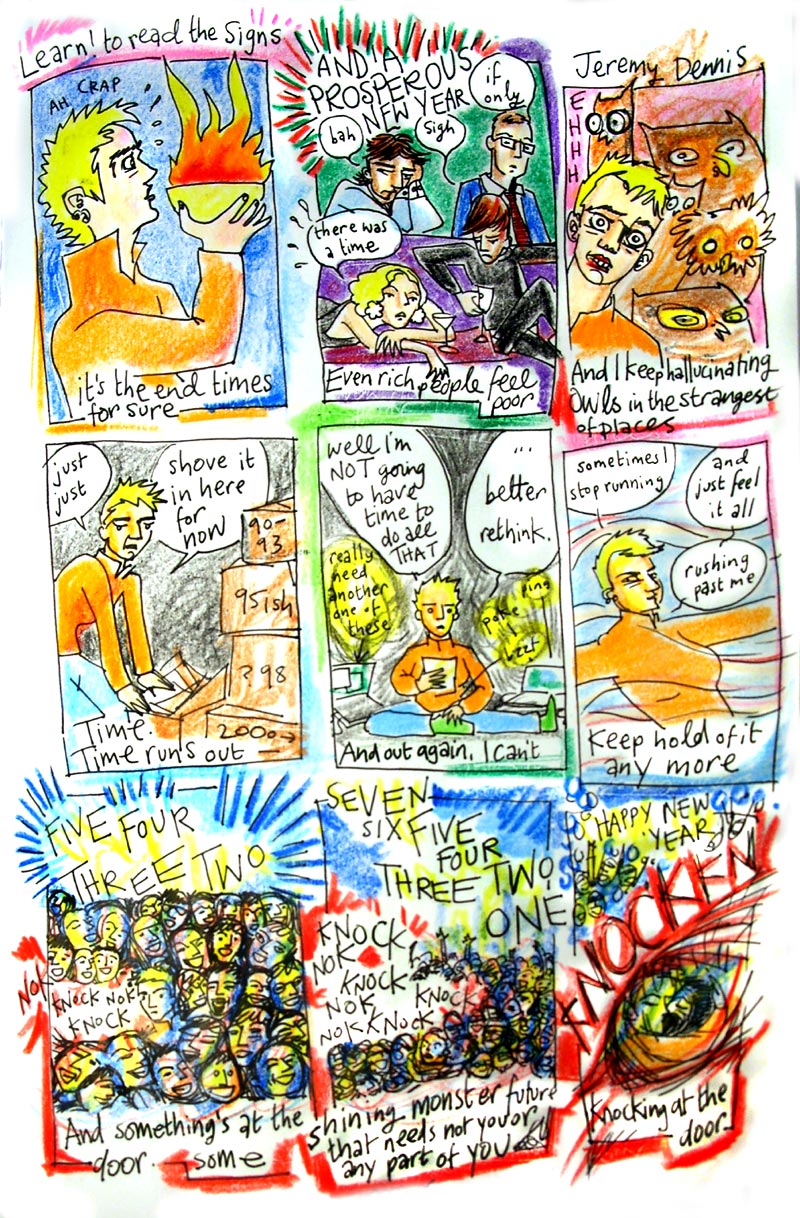 Learn! to read the Signs
Jeremy Dennis
AH CRAP
it's the end times
for sure
AND A
PROSPEROUS
NEW YEAR
if
only
bah
Sigh
there was
a time
Even rich people feel
poor
EHHH
And I keep hallucinating
Owls in the strangest
of places
just
just
shove it
in here
for
now
90-
93
95ish
?98
2000→
Time.
Time run's out
well I'm
NOT going
to have
time to
do all
THAT
...
better
rethink.
really
need
another
one of
these
ping
poke
bzzt
And out again, I can't
sometimes I
stop running
and
just feel
it all
rushing
past me
Keep hold of it
any more
FIVE FOUR
THREE TWO
NOK
KNOCK NOK
KNOCK
And something's at the
door. some
SEVEN
SIX FIVE
FOUR
THREE TWO
ONE
KNOCK
NOK
KNOCK
NOK KNOCK
NOK KNOCK
shining monster future
that needs not you or
any part of you
HAPPY NEW
YEAR
KNOCKKN
Knocking at the
door